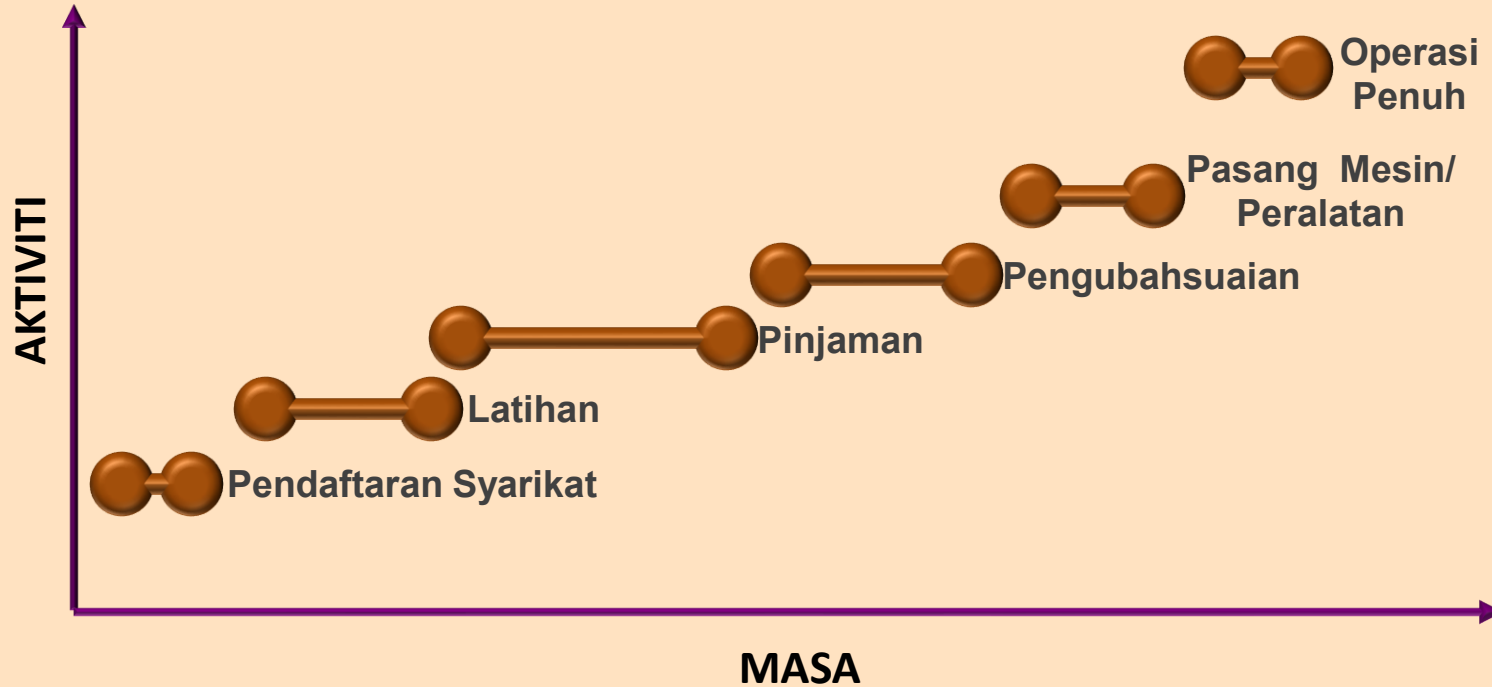 Operasi
Penuh
Pasang Mesin/
Peralatan
Pengubahsuaian
Pinjaman
Latihan
Pendaftaran Syarikat
AKTIVITI
MASA